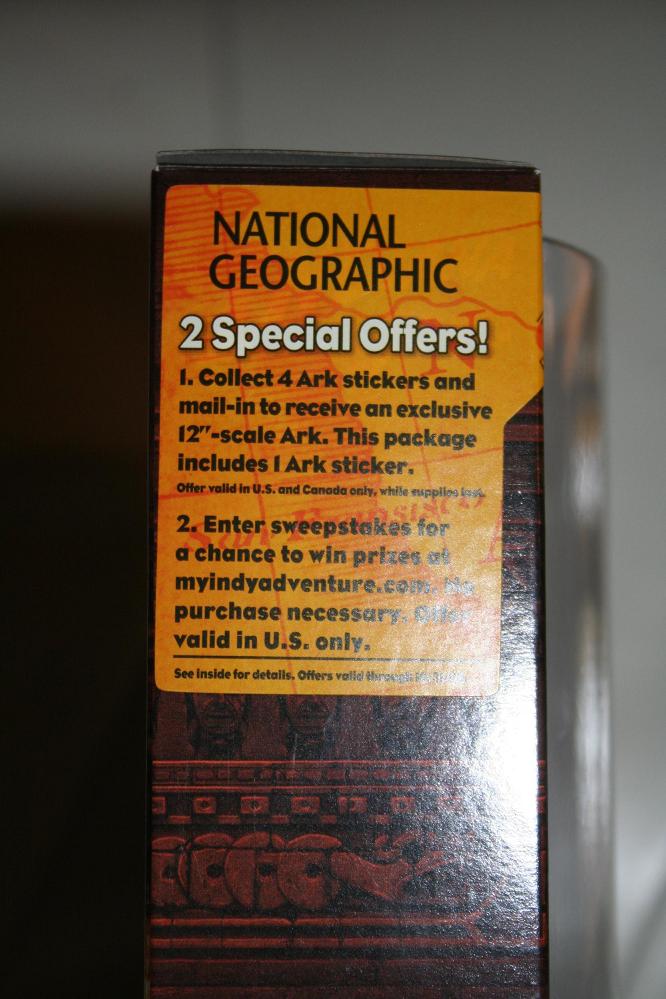 NATIONAL
GEOGRAPHIC
2 Special Offers!
1. Collect 4 Ark stickers and
mail-in to receive an exclusive
12"-scale Ark. This package
includes 1 Ark sticker.
Offer valid in U.S. and Canada only, while supplies last.
2. Enter sweepstakes for
a chance to win prizes at
myindyadventure.com. No
purchase necessary. Offer
valid in U.S. only.
See inside for details. Offers valid through